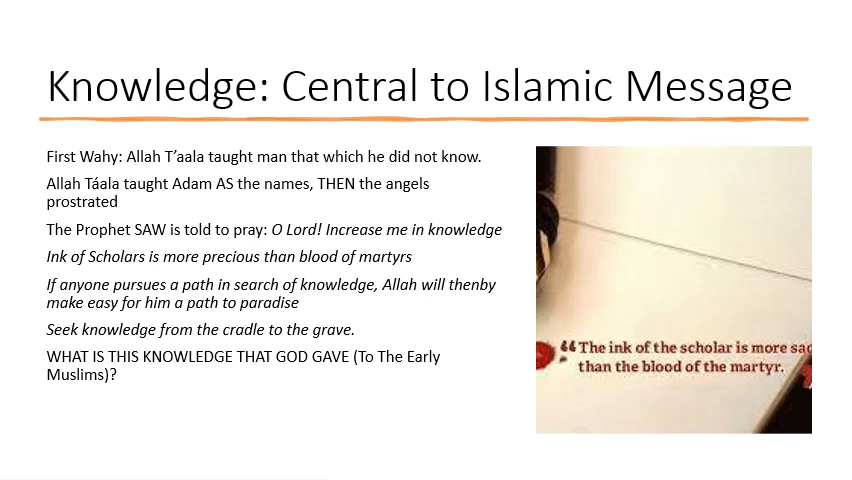 Knowledge: Central to Islamic Message
First Wahy: Allah T’aala taught man that which he did not know.
Allah Táala taught Adam AS the names, THEN the angels
prostrated
The Prophet SAW is told to pray: O Lord! Increase me in knowledge
Ink of Scholars is more precious than blood of martyrs
If anyone pursues a path in search of knowledge, Allah will thenby
make easy for him a path to paradise
Seek knowledge from the cradle to the grave.
WHAT IS THIS KNOWLEDGE THAT GOD GAVE (To The Early
Muslims)?
“The ink of the scholar is more
than the blood of the martyr.